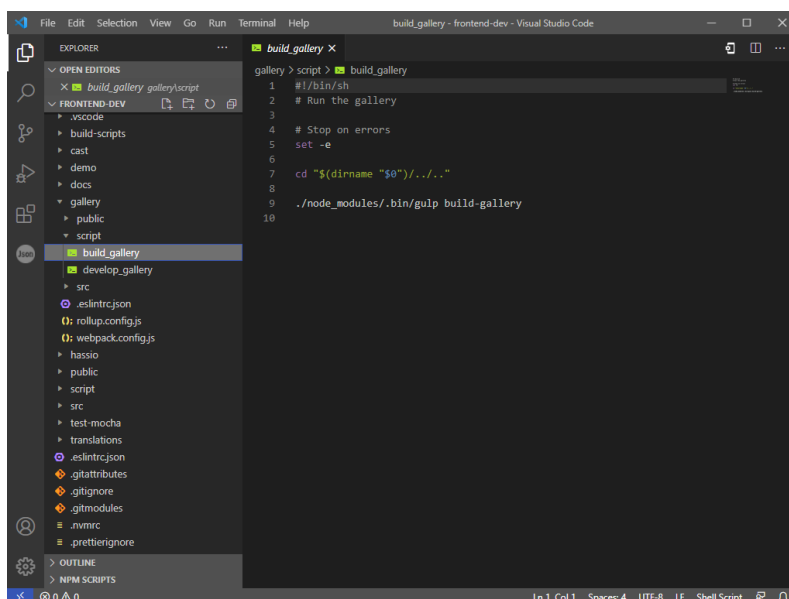 File Edit Selection View Go Run Terminal Help build_gallery - frontend-dev - Visual Studio Code
EXPLORER
OPEN EDITORS
build_gallery gallery\script
FRONTEND-DEV
.vscode
build-scripts
cast
demo
docs
gallery
public
script
build_gallery
develop_gallery
src
.eslintrc.json
rollup.config.js
webpack.config.js
hassio
public
script
src
test-mocha
translations
.eslintrc.json
.gitattributes
.gitignore
.gitmodules
.nvmrc
.prettierignore
OUTLINE
NPM SCRIPTS
Json
build_gallery
gallery > script > build_gallery
1 #!/bin/sh
2 # Run the gallery
3
4 # Stop on errors
5 set -e
6
7 cd "$(dirname "$0")/../.."
8
9 ./node_modules/.bin/gulp build-gallery
10
0 0 Ln 1, Col 1 Spaces: 4 UTF-8 LF Shell Script